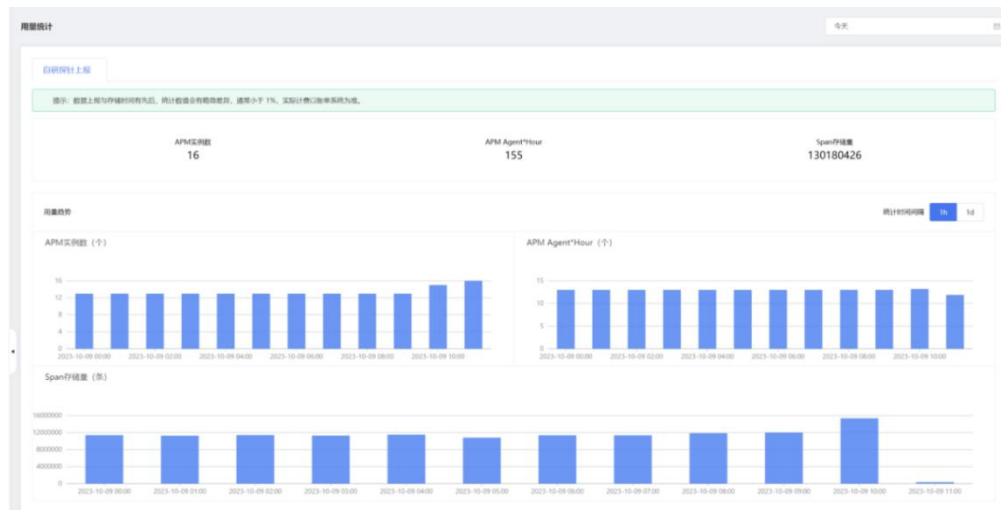 用量统计
今天
自研探针上报
提示：数据上报与存储时间有先后，统计数值会有略微差异，通常小于 1%，实际计费以账单系统为准。
APM实例数
APM Agent*Hour
Span存储量
16
155
130180426
用量趋势
统计时间间隔
1h
1d
APM实例数（个）
APM Agent*Hour（个）
16
12
8
4
0
2023-10-09 00:00 2023-10-09 02:00 2023-10-09 04:00 2023-10-09 06:00 2023-10-09 08:00 2023-10-09 10:00
15
10
5
0
2023-10-09 00:00 2023-10-09 02:00 2023-10-09 04:00 2023-10-09 06:00 2023-10-09 08:00 2023-10-09 10:00
Span存储量（条）
16000000
12000000
8000000
4000000
0
2023-10-09 00:00 2023-10-09 01:00 2023-10-09 02:00 2023-10-09 03:00 2023-10-09 04:00 2023-10-09 05:00 2023-10-09 06:00 2023-10-09 07:00 2023-10-09 08:00 2023-10-09 09:00 2023-10-09 10:00 2023-10-09 11:00